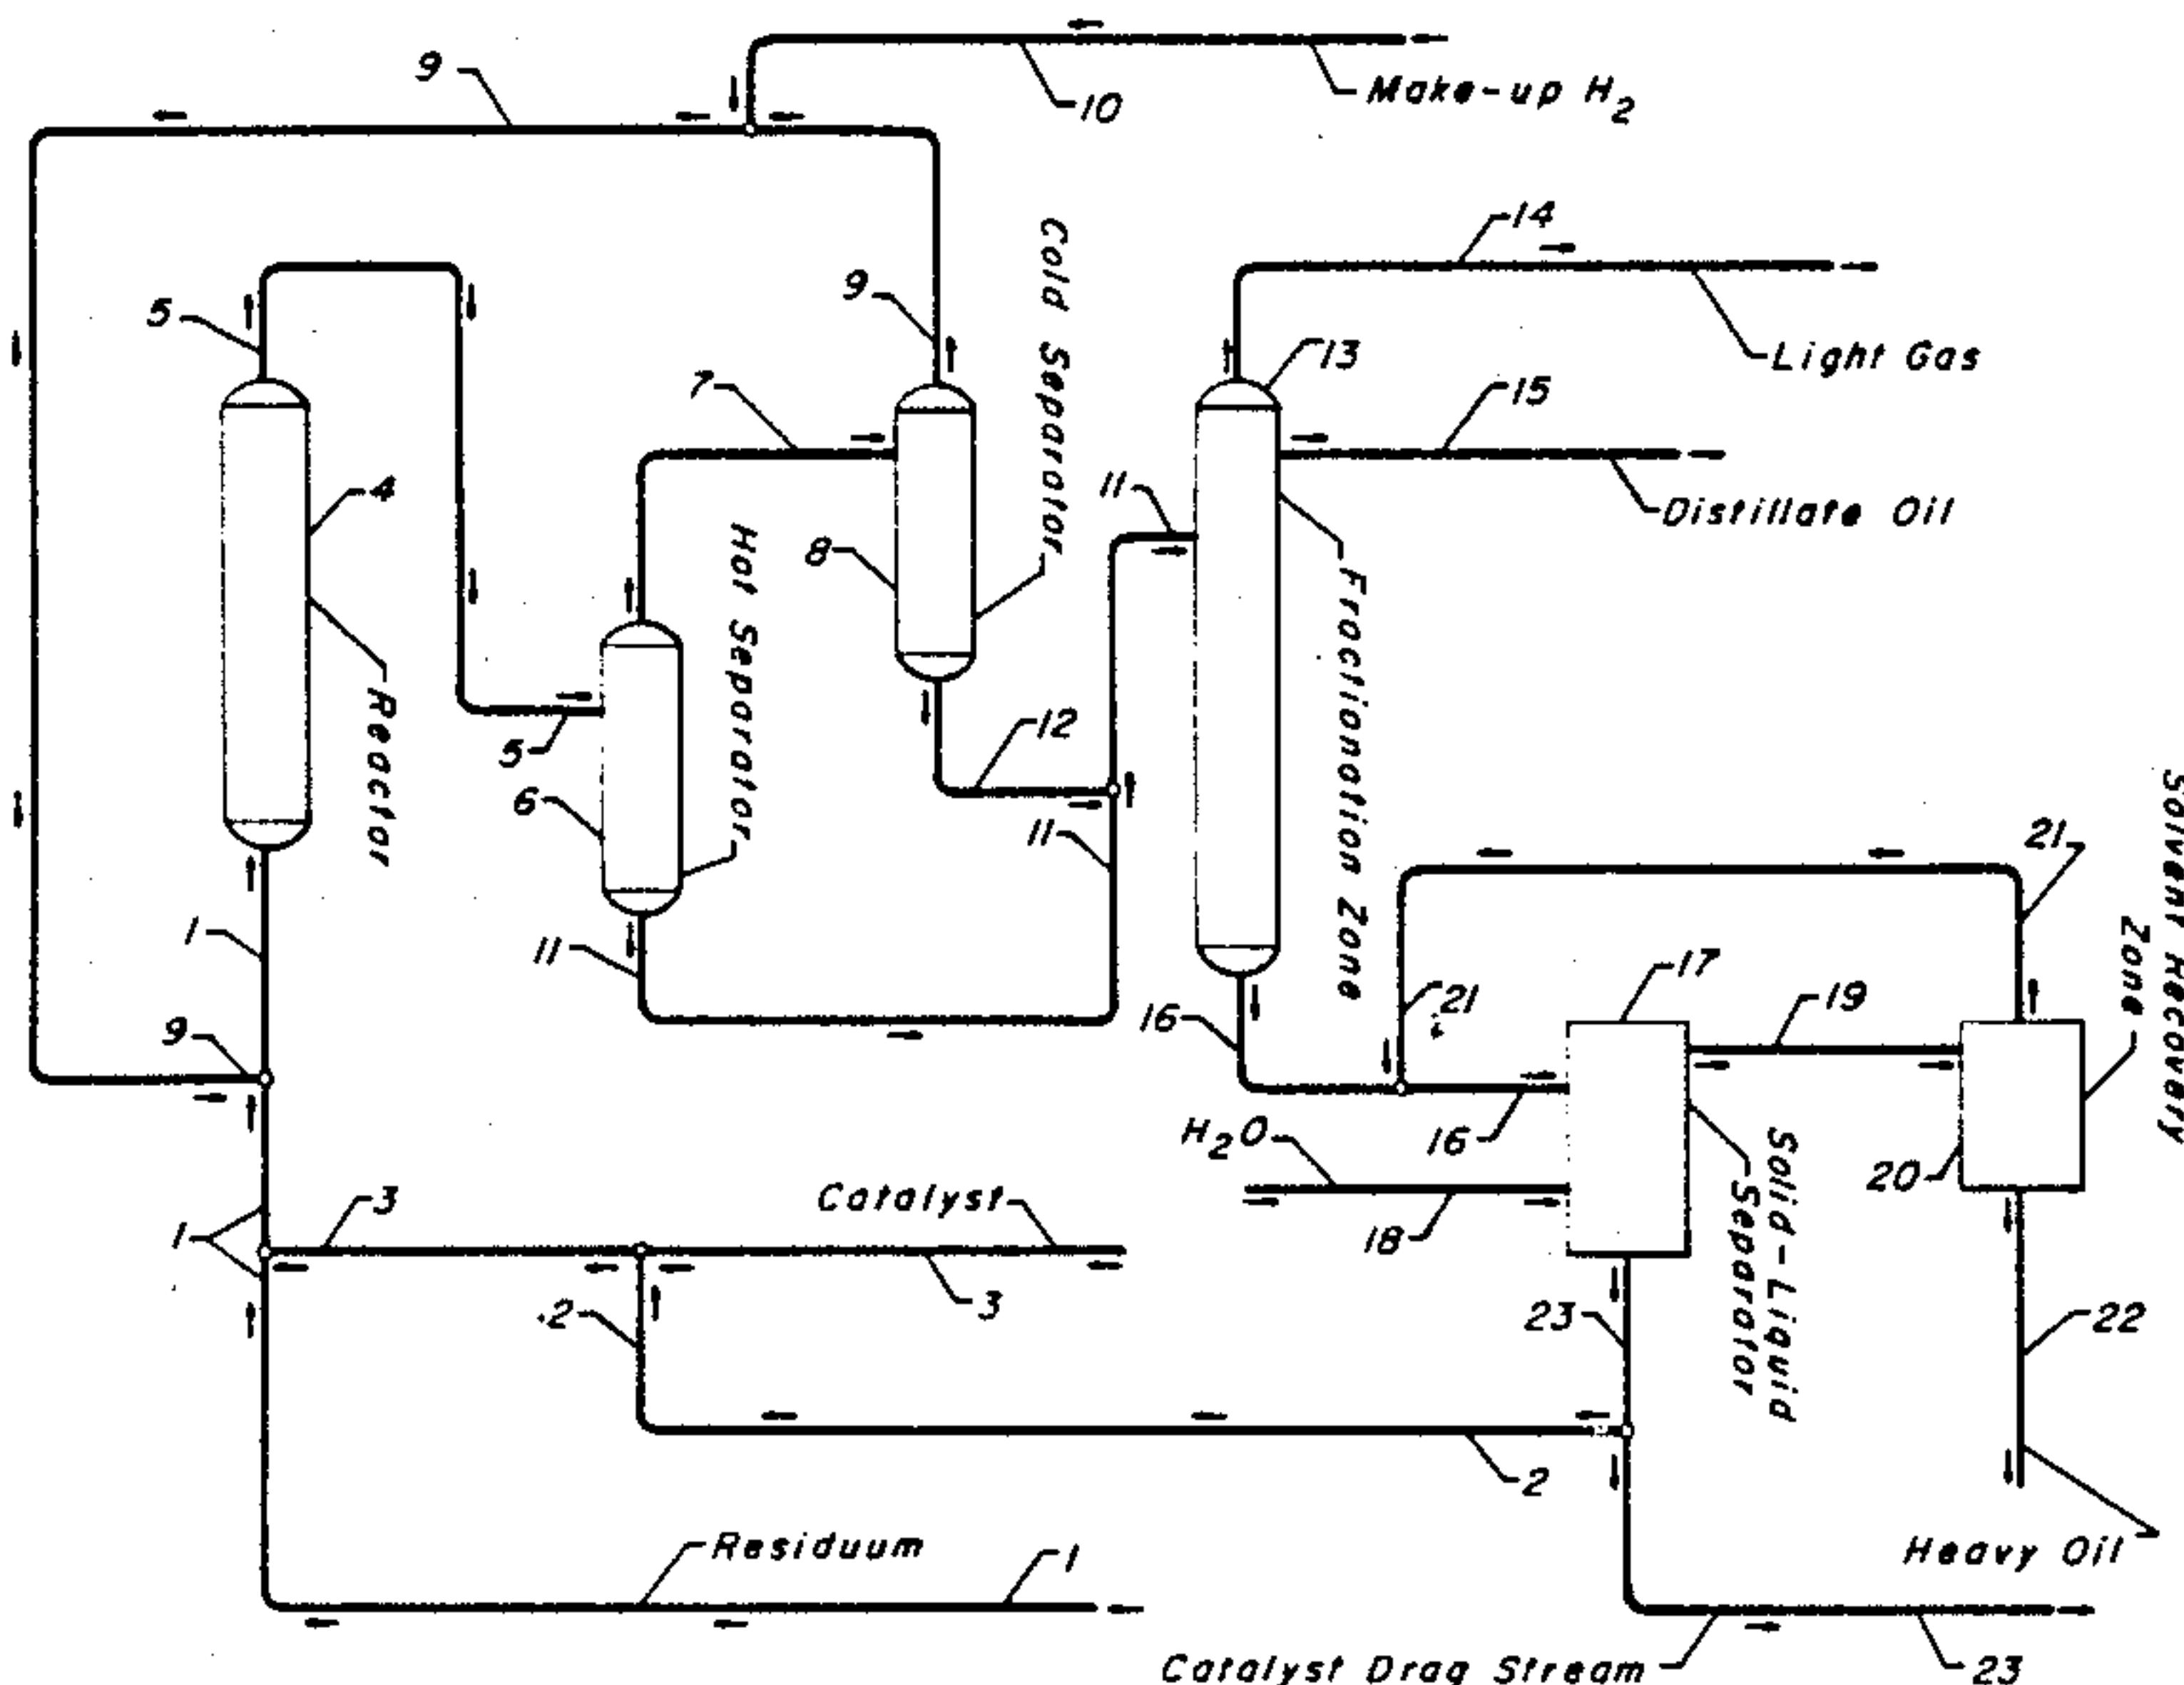 9
10
Make-up H2
14
Light Gas
5
9
Cold Separator
13
7
15
Distillate Oil
4
11
8
Hot Separator
Fractionation Zone
Reactor
5
12
6
11
21
Solvent Recovery
Zone
1
11
17
19
9
16
21
H2O
16
20
Solid-Liquid
Separator
3
Catalyst
1
18
3
2
23
22
2
Residuum
1
Heavy Oil
Catalyst Drag Stream
23